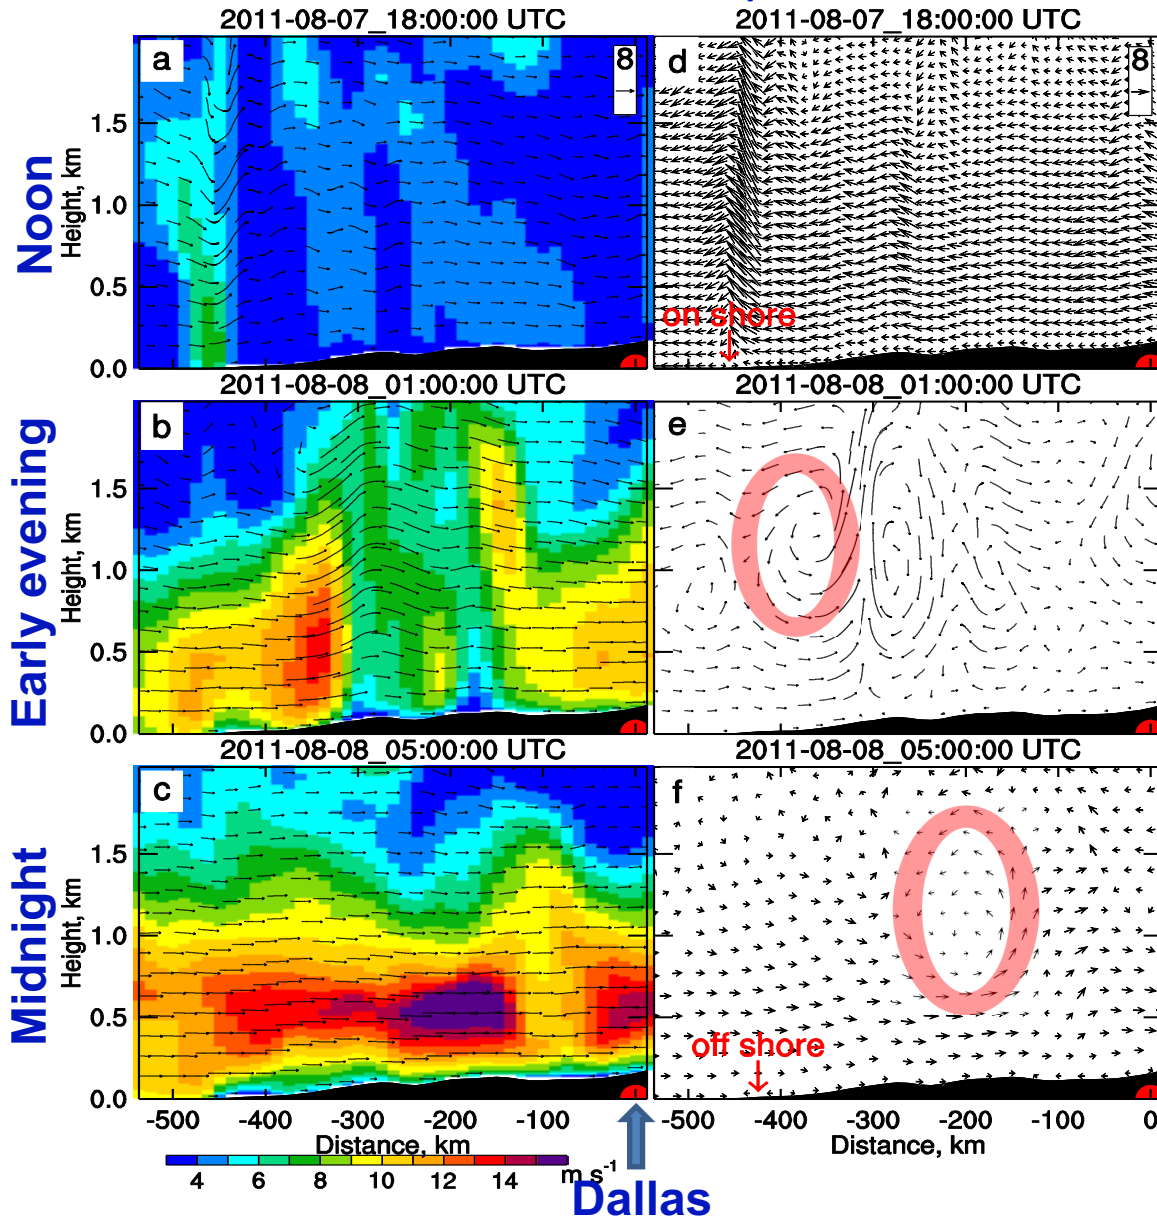 2011-08-07_18:00:00 UTC
2011-08-07_18:00:00 UTC
Noon
Height, km
1.5
1.0
0.5
0.0
a
8
d
8
on shore
2011-08-08_01:00:00 UTC
2011-08-08_01:00:00 UTC
Early evening
Height, km
1.5
1.0
0.5
0.0
b
e
2011-08-08_05:00:00 UTC
2011-08-08_05:00:00 UTC
Midnight
Height, km
1.5
1.0
0.5
0.0
c
f
off shore
-500 -400 -300 -200 -100
-500 -400 -300 -200 -100 0
Distance, km
Distance, km
4 6 8 10 12 14
m s-1
Dallas